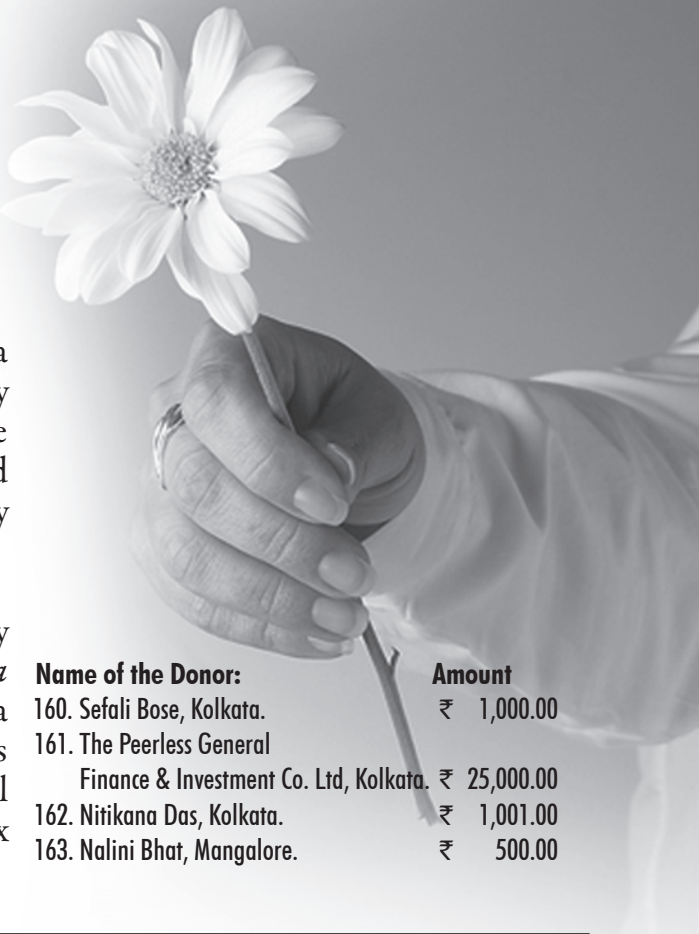 a
y
e
d
y
y
a
a
s
l
x
Name of the Donor: Amount
160. Sefali Bose, Kolkata. ₹ 1,000.00
161. The Peerless General
Finance & Investment Co. Ltd, Kolkata. ₹ 25,000.00
162. Nitikana Das, Kolkata. ₹ 1,001.00
163. Nalini Bhat, Mangalore. ₹ 500.00